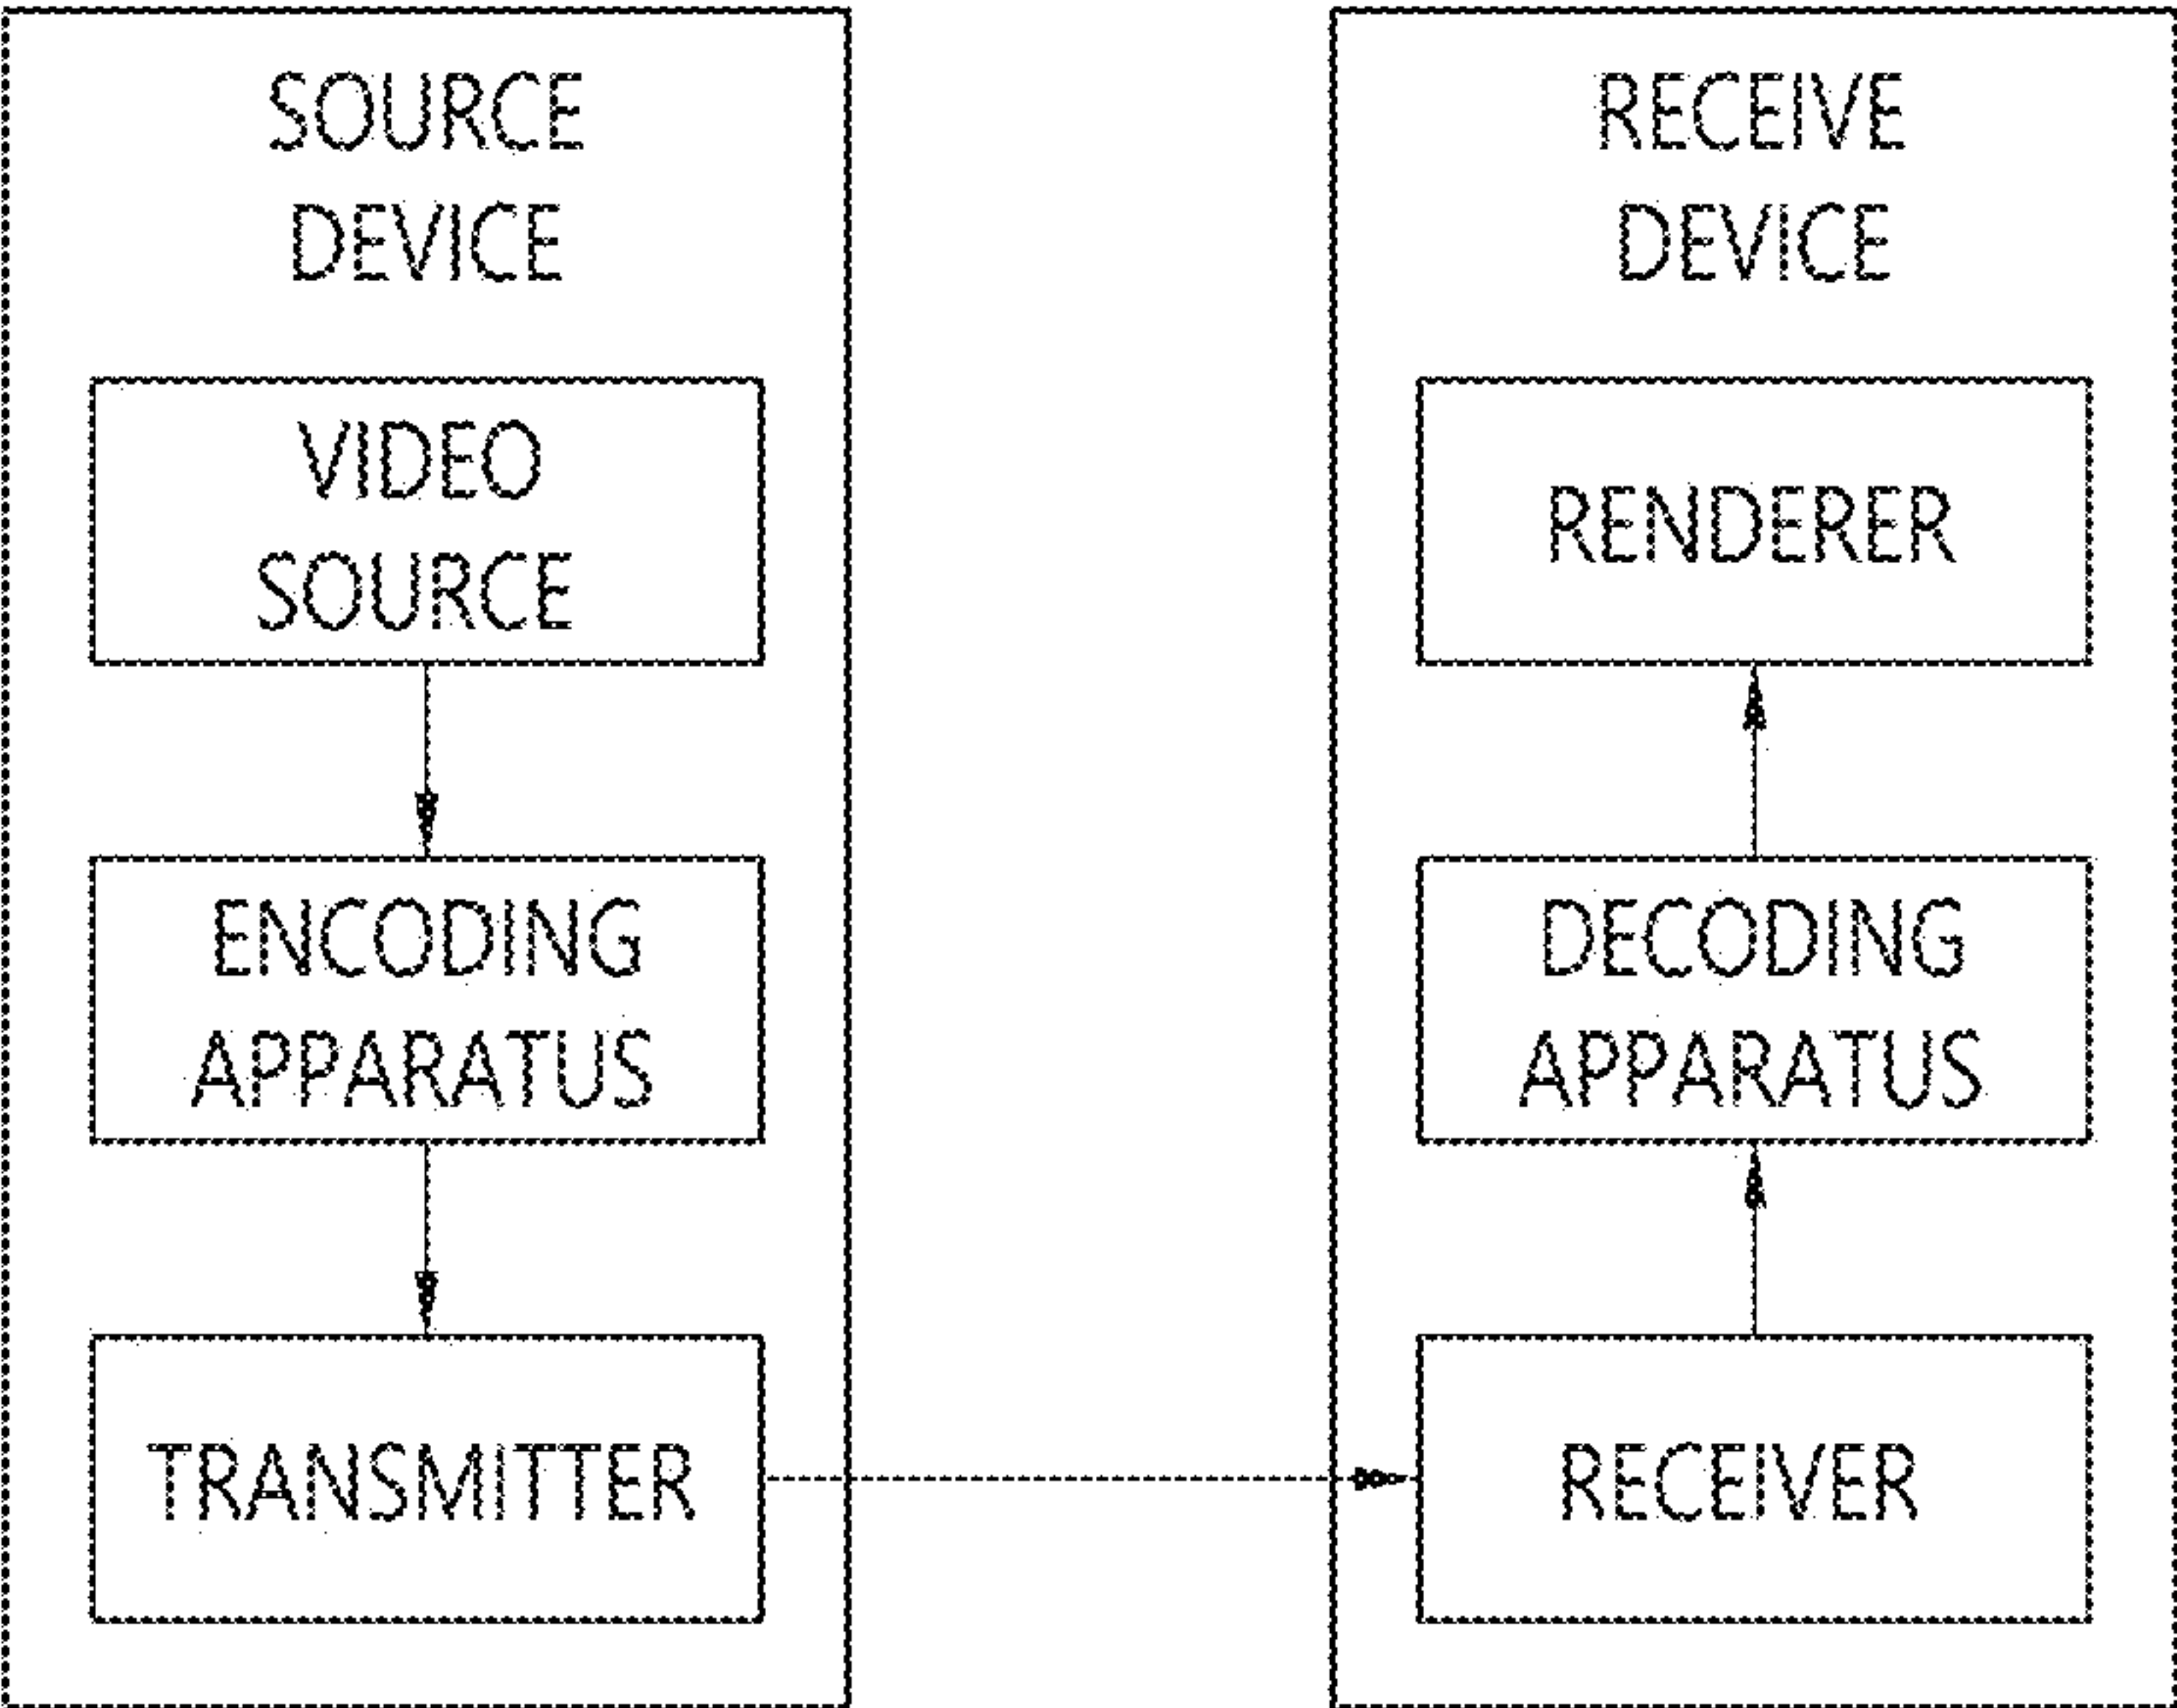 SOURCE
DEVICE
VIDEO
SOURCE
ENCODING
APPARATUS
TRANSMITTER
RECEIVE
DEVICE
RENDERER
DECODING
APPARATUS
RECEIVER